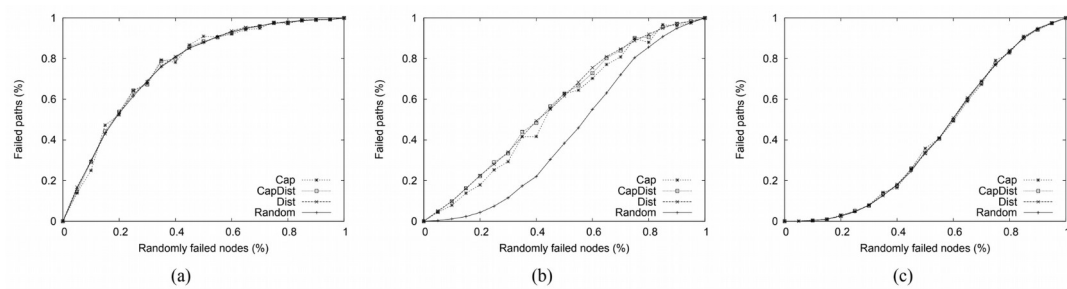 1
0.8
0.6
0.4
0.2
0
Failed paths (%)
Cap
CapDist
Dist
Random
0 0.2 0.4 0.6 0.8 1
Randomly failed nodes (%)
(a)
1
0.8
0.6
0.4
0.2
0
Failed paths (%)
Cap
CapDist
Dist
Random
0 0.2 0.4 0.6 0.8 1
Randomly failed nodes (%)
(b)
1
0.8
0.6
0.4
0.2
0
Failed paths (%)
Cap
CapDist
Dist
Random
0 0.2 0.4 0.6 0.8 1
Randomly failed nodes (%)
(c)